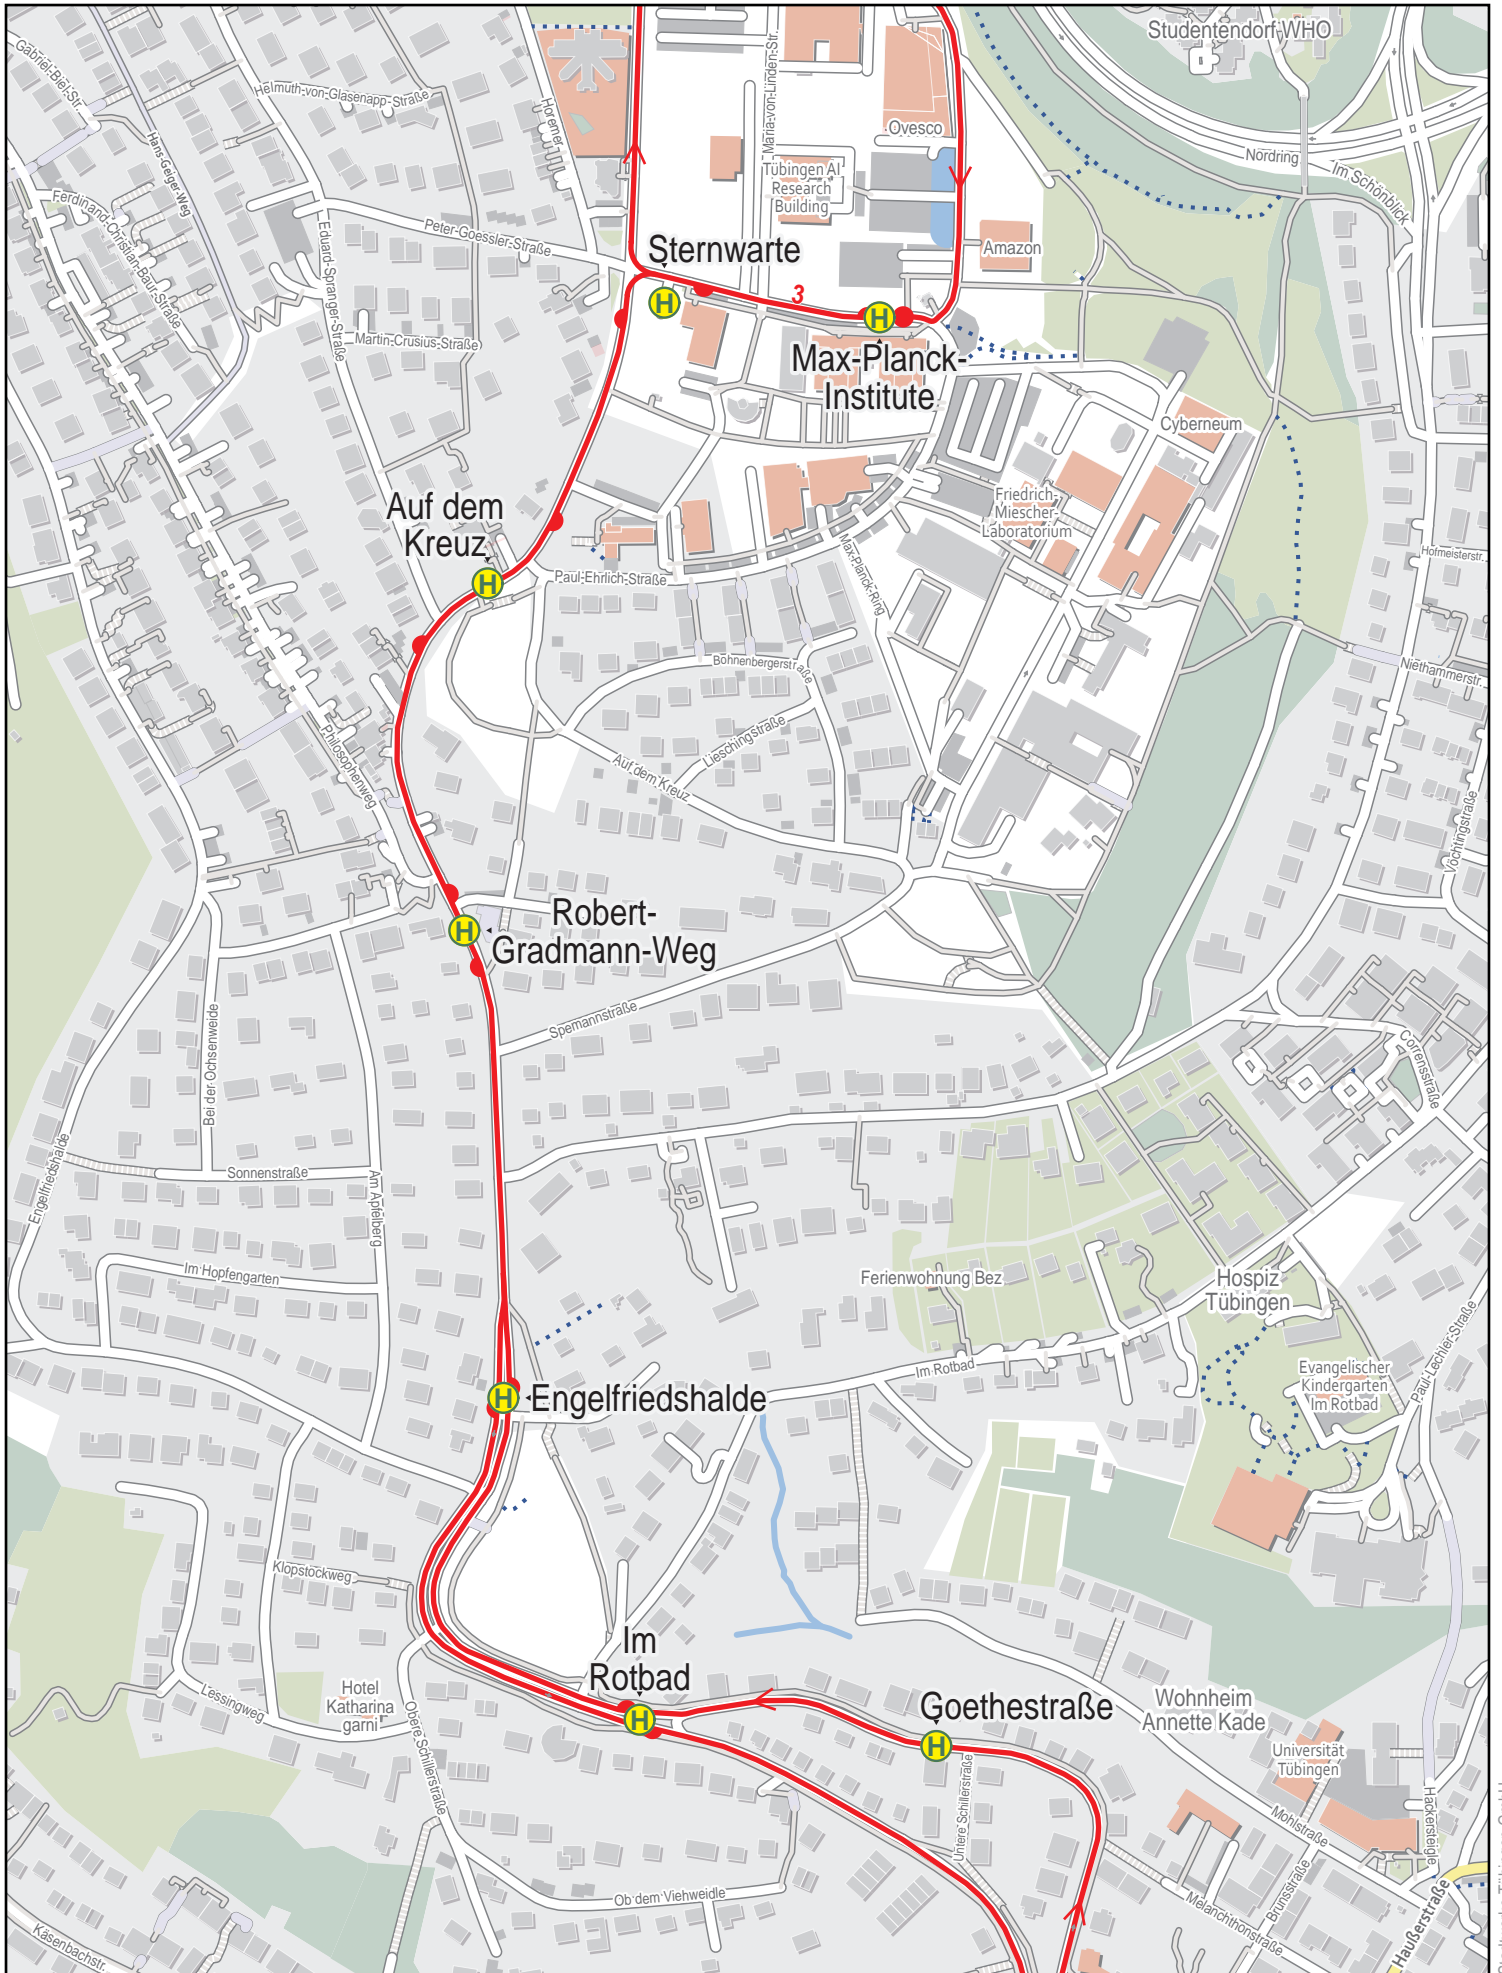 Studentendorf WHO
Gabriel-Biel-Str.
Helmuth-von-Glasenapp-Straße
Hans-Geiger-Weg
Horemer
Maria-von-Linden-Str.
Ovesco
Nordring
Im Schönblick
Tübingen AI
Research
Building
Ferdinand-Christian-Baur-Straße
Eduard-Spranger-Straße
Peter-Goessler-Straße
Sternwarte
Amazon
3
H
H
Martin-Crusius-Straße
Max-Planck-
Institute
Cyberneum
Auf dem
Kreuz
H
Friedrich-
Miescher-
Laboratorium
Max-Planck-Ring
Paul-Ehrlich-Straße
Hofmeisterstr.
Bohnenbergerstraße
Niethammerstr.
Philosophenweg
Lieschingstraße
Auf dem Kreuz
Vöchtingstraße
Robert-
Gradmann-Weg
H
Spemannstraße
Bei der Ochsenweide
Corrensstraße
Engelfriedshalde
Sonnenstraße
Am Apfelberg
Im Hopfengarten
Ferienwohnung Bez
Hospiz
Tübingen
Im Rotbad
Evangelischer
Kindergarten
Im Rotbad
Paul-Lechler-Straße
H
Engelfriedshalde
Klopstockweg
Im
Rotbad
H
Lessingweg
Hotel
Katharina
garni
Obere Schillerstraße
Goethestraße
H
Wohnheim
Annette Kade
Universität
Tübingen
Untere Schillerstraße
Mohlstraße
Hackersteigle
Ob dem Viehweidle
Melanchthonstraße
Brunsstraße
Haußerstraße
Käsenbachstr.